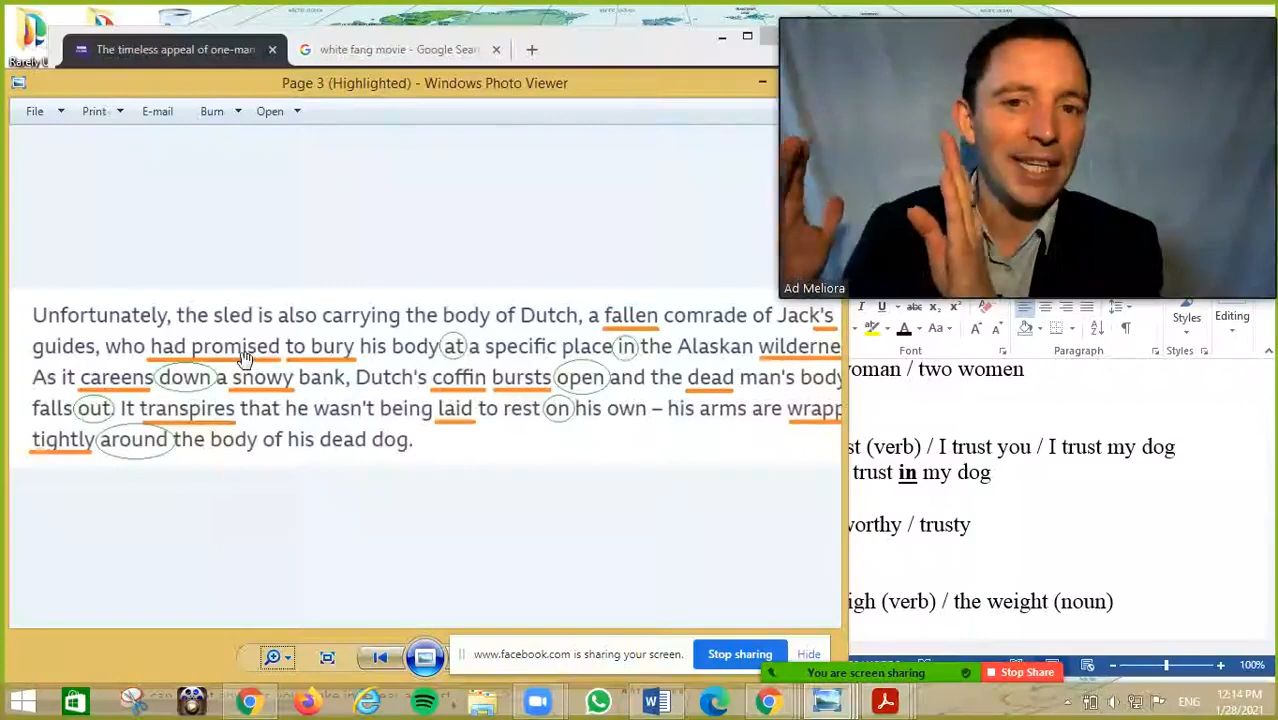 The timeless appeal of one-man
white fang movie - Google Sear
Page 3 (Highlighted) - Windows Photo Viewer
File Print E-mail Burn Open
Unfortunately, the sled is also carrying the body of Dutch, a fallen comrade of Jack's
guides, who had promised to bury his body at a specific place in the Alaskan wilderne
As it careens down a snowy bank, Dutch's coffin bursts open and the dead man's body
falls out. It transpires that he wasn't being laid to rest on his own – his arms are wrapp
tightly around the body of his dead dog.
Ad Meliora
Font Paragraph Styles
Styles Editing
woman / two women
st (verb) / I trust you / I trust my dog
trust in my dog
worthy / trusty
igh (verb) / the weight (noun)
www.facebook.com is sharing your screen. Stop sharing Hide
You are screen sharing Stop Share
100%
ENG
12:14 PM
1/28/2021